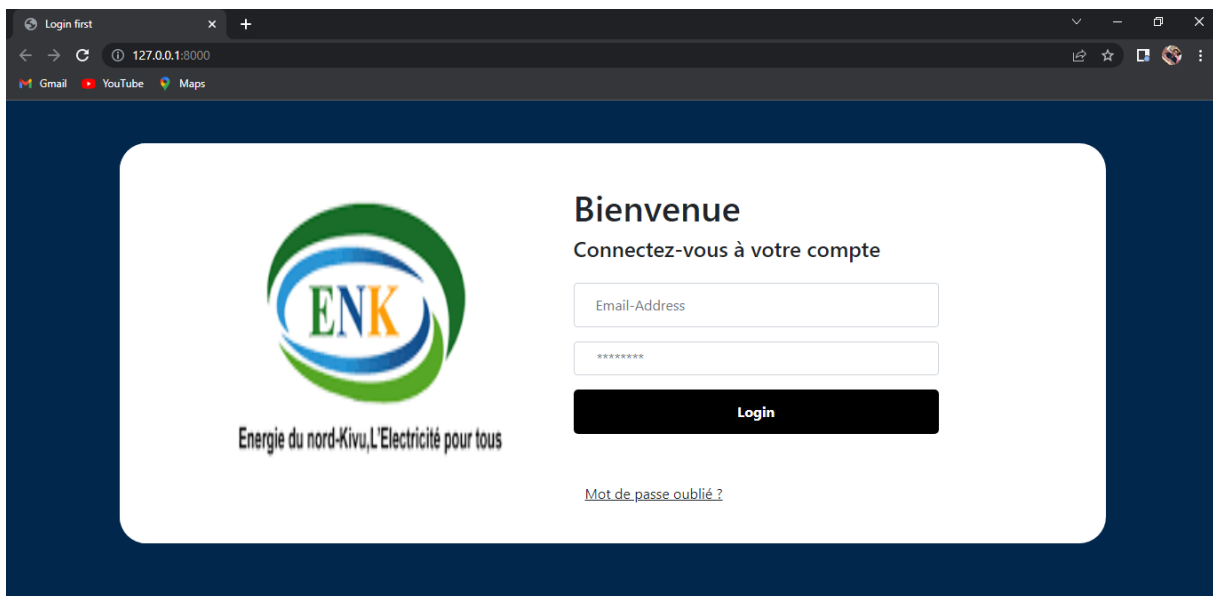 Login first
127.0.0.1:8000
Gmail YouTube Maps
ENK
Energie du nord-Kivu,L'Electricité pour tous
Bienvenue
Connectez-vous à votre compte
Email-Address
********
Login
Mot de passe oublié ?